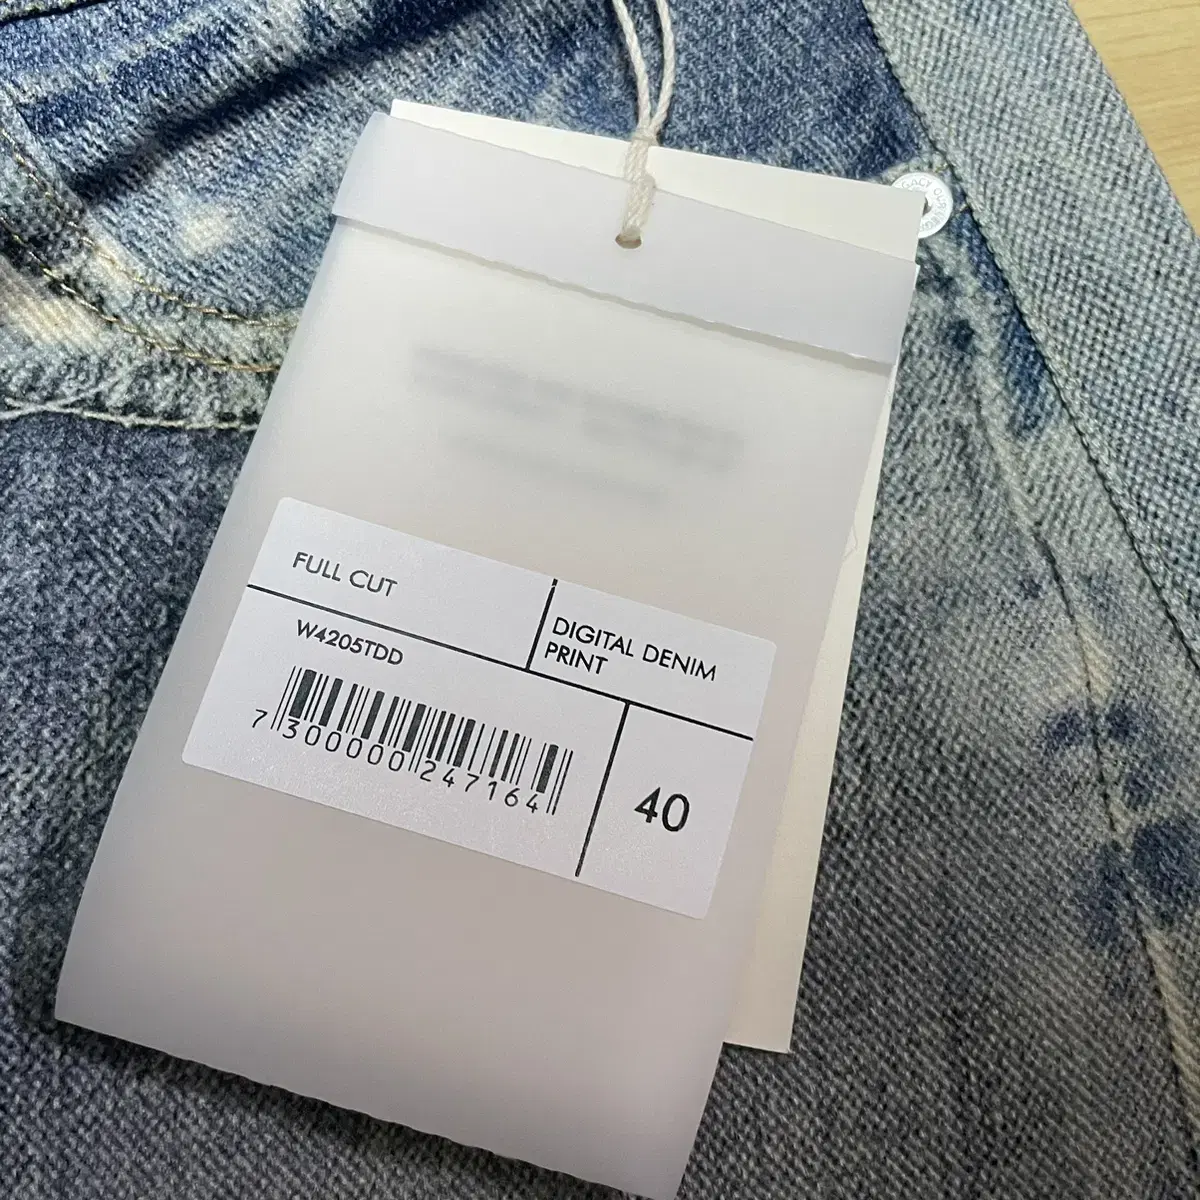 FULL CUT
DIGITAL DENIM
PRINT
W4205TDD
7 300000 247164
40